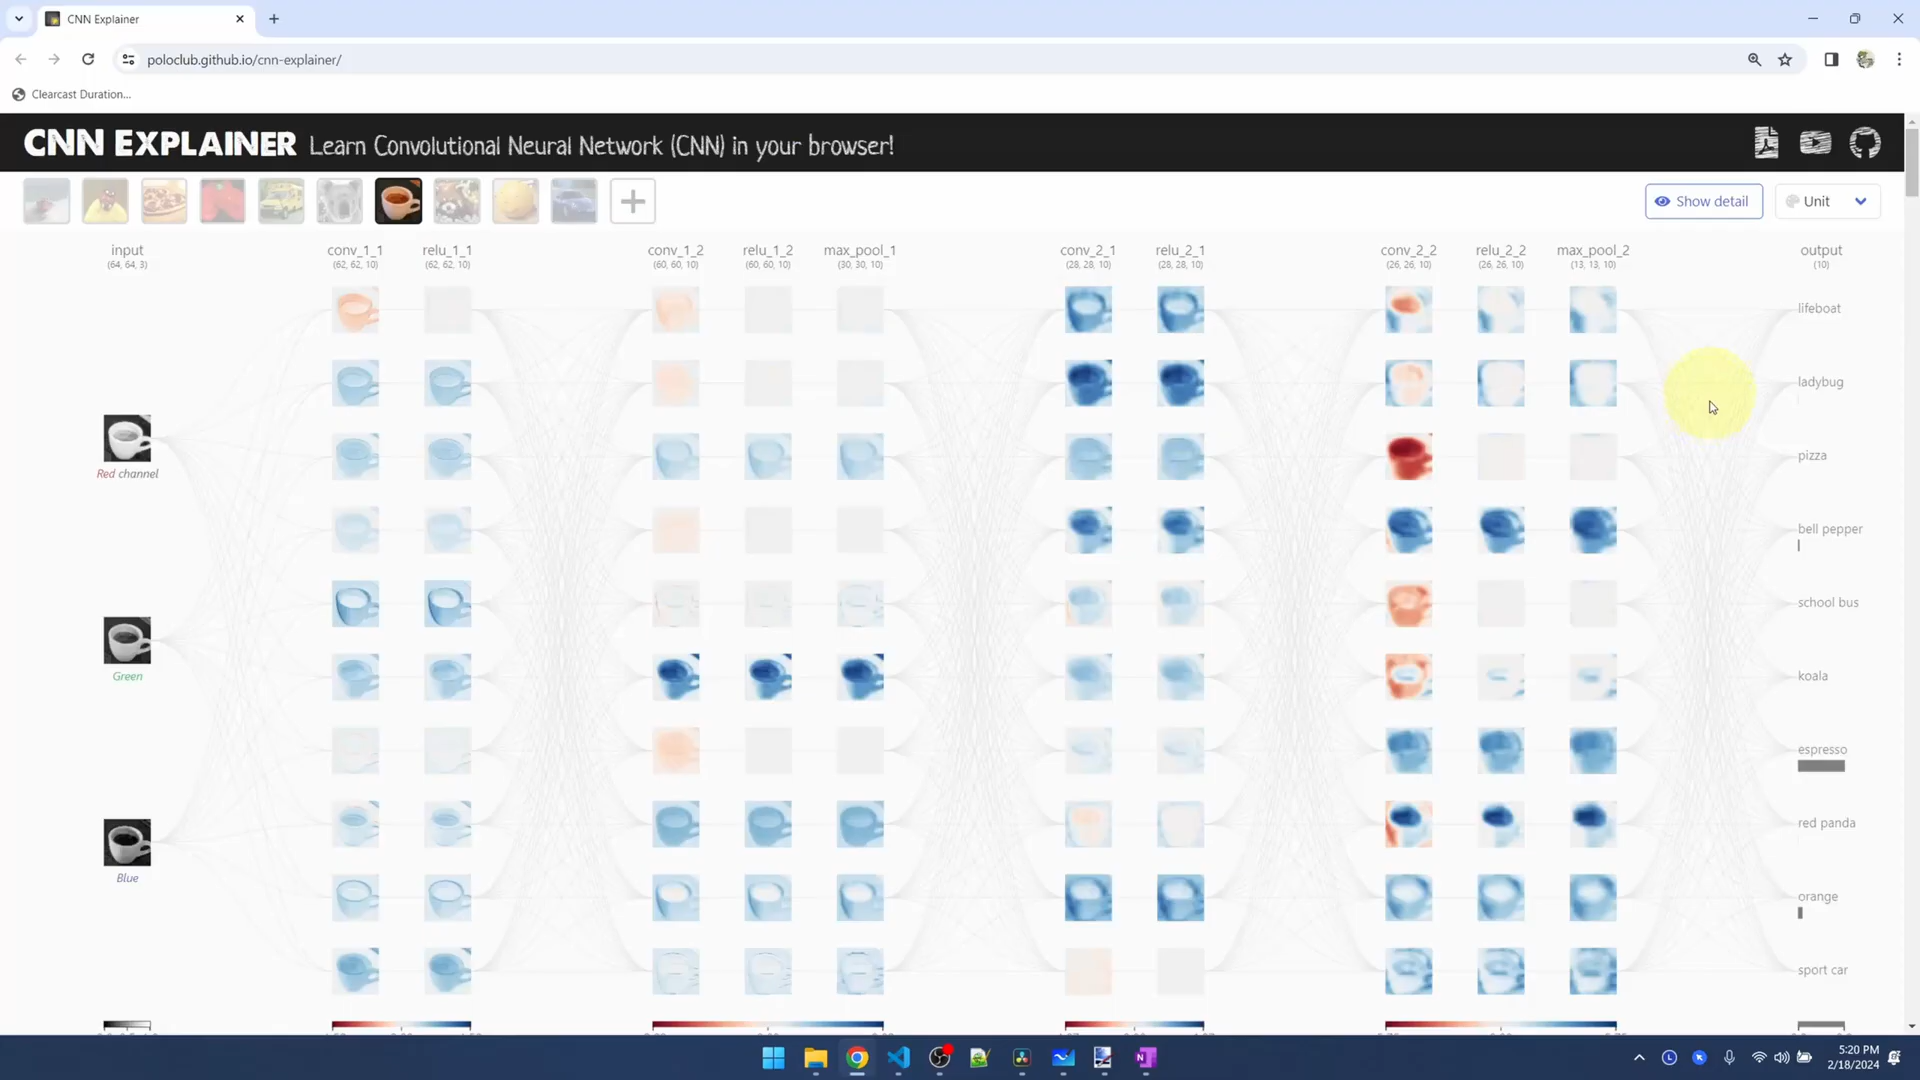 CNN Explainer
poloclub.github.io/cnn-explainer/
Clearcast Duration...
CNN EXPLAINER Learn Convolutional Neural Network (CNN) in your browser!
Show detail
Unit
input conv_1_1 relu_1_1 conv_1_2 relu_1_2 max_pool_1 conv_2_1 relu_2_1 conv_2_2 relu_2_2 max_pool_2 output
(64, 64, 3) (62, 62, 10) (62, 62, 10) (60, 60, 10) (60, 60, 10) (30, 30, 10) (28, 28, 10) (28, 28, 10) (26, 26, 10) (26, 26, 10) (13, 13, 10) (10)
lifeboat
ladybug
pizza
Red channel
bell pepper
school bus
Green
koala
espresso
red panda
Blue
orange
sport car
5:20 PM
2/18/2024